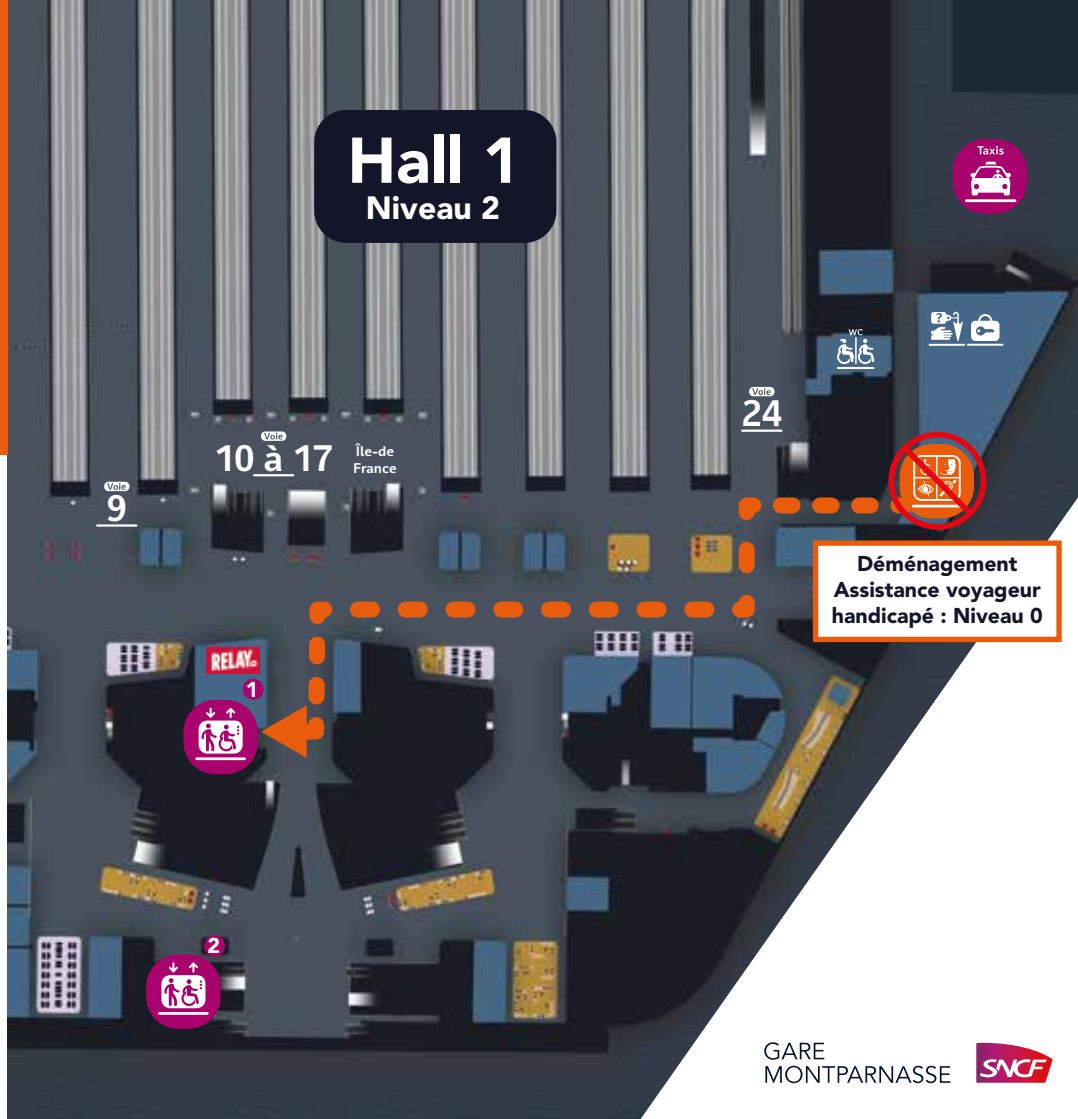 Hall 1
Niveau 2
Taxis
WC
Voie
24
Voie
10 à 17
Île-de
France
Voie
9
Déménagement
Assistance voyageur
handicapé : Niveau 0
RELAY
1
2
GARE
MONTPARNASSE
SNCF